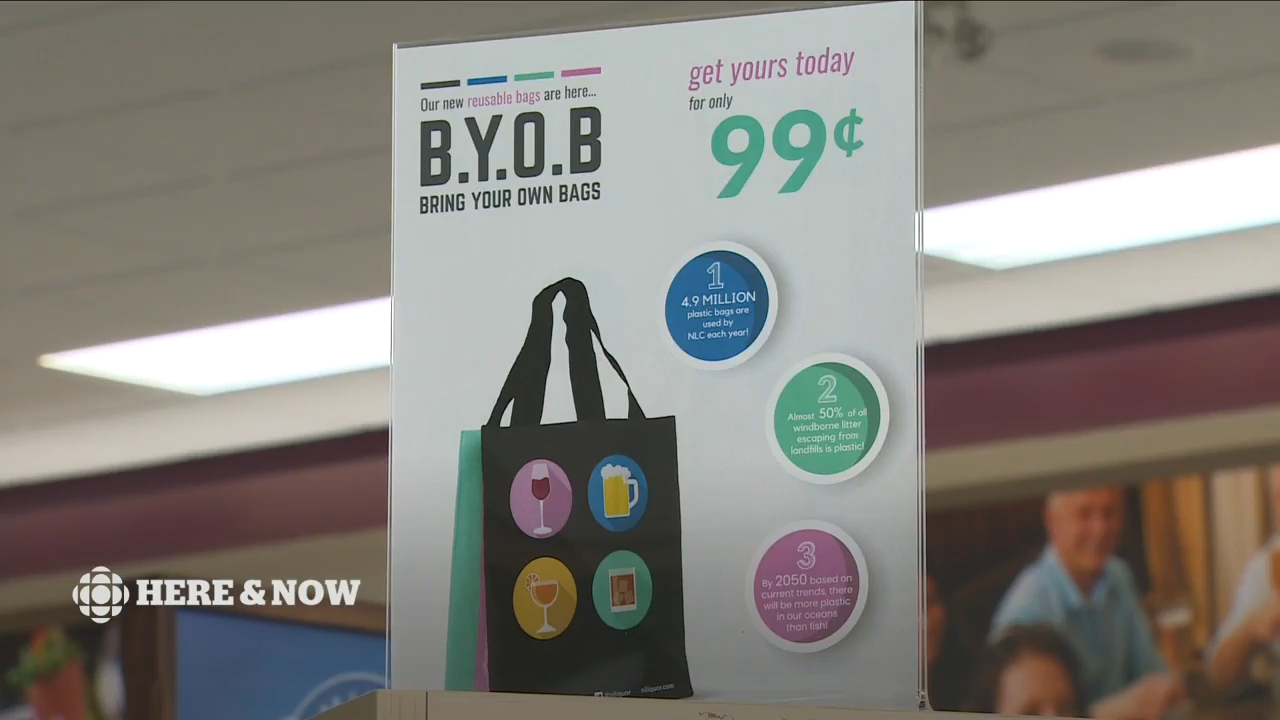 Our new reusable bags are here...
B.Y.O.B
BRING YOUR OWN BAGS
get yours today
for only
99¢
1
4.9 MILLION
plastic bags are
used by
NLC each year!
2
Almost 50% of all
windborne litter
escaping from
landfills is plastic!
3
By 2050 based on
current trends, there
will be more plastic
in our oceans
than fish!
HERE & NOW
@nlliquor nlliquor.com